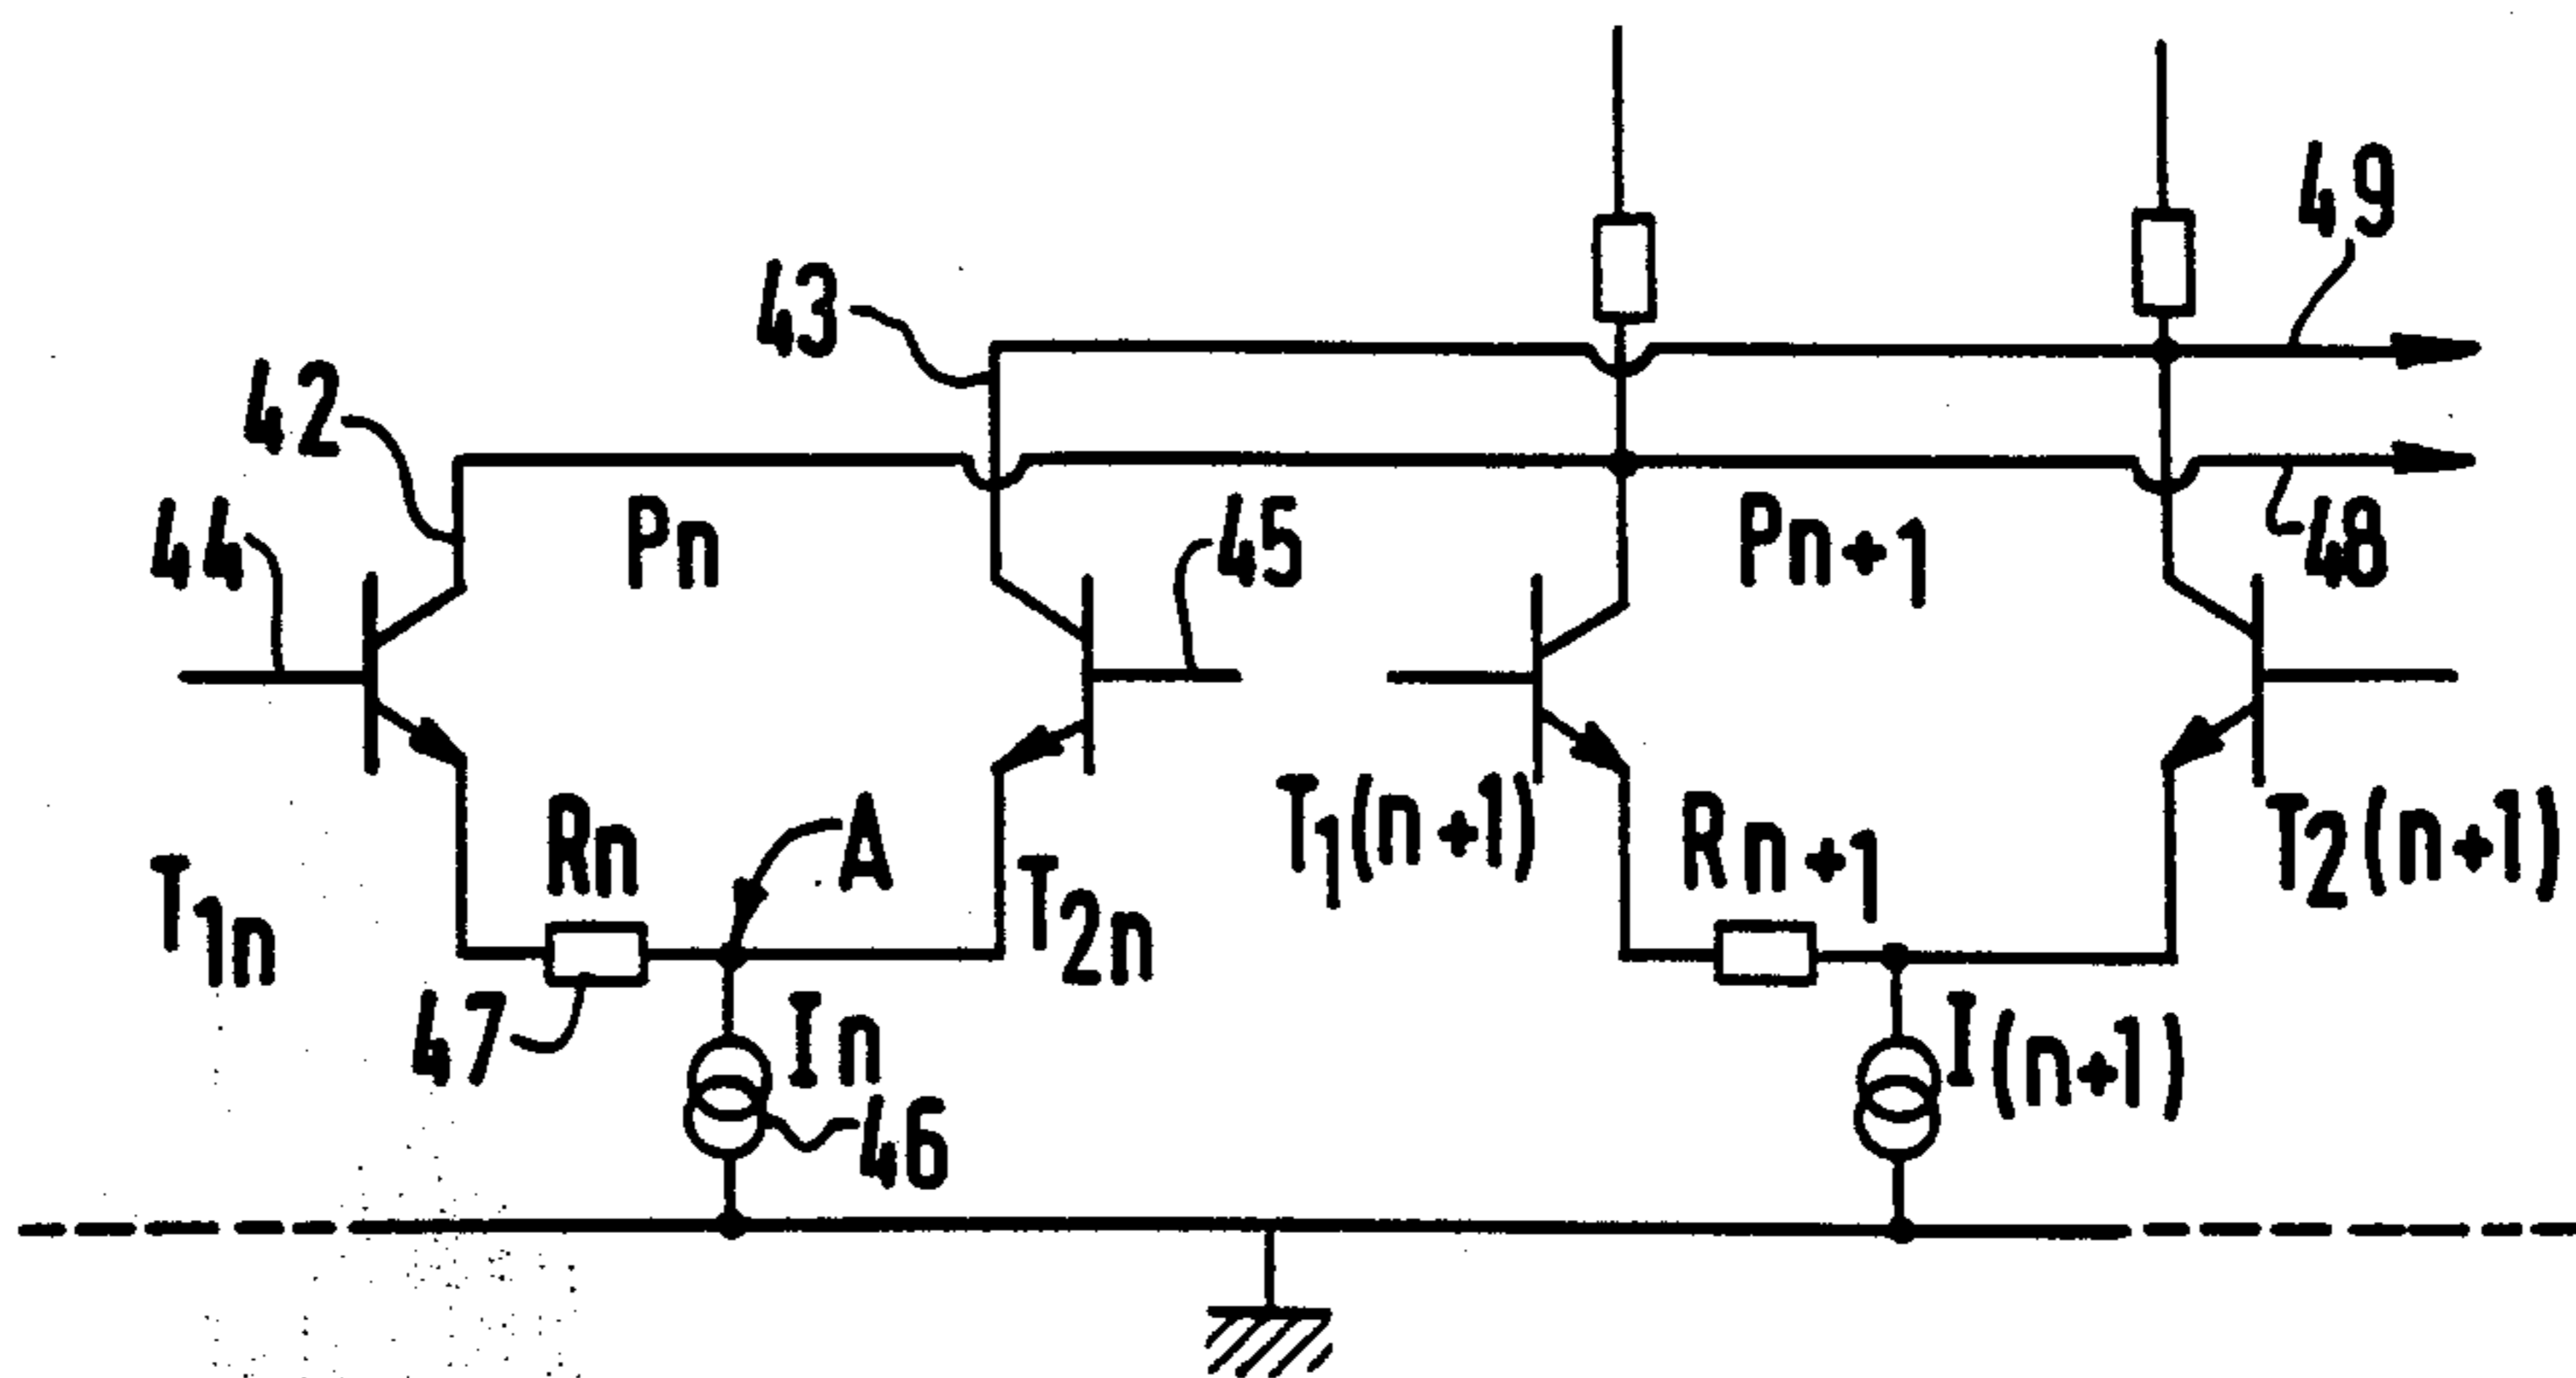 49
43
42
44
Pn
45
Pn+1
48
T1n
Rn
A
T2n
T1(n+1)
Rn+1
T2(n+1)
47
In
46
I(n+1)